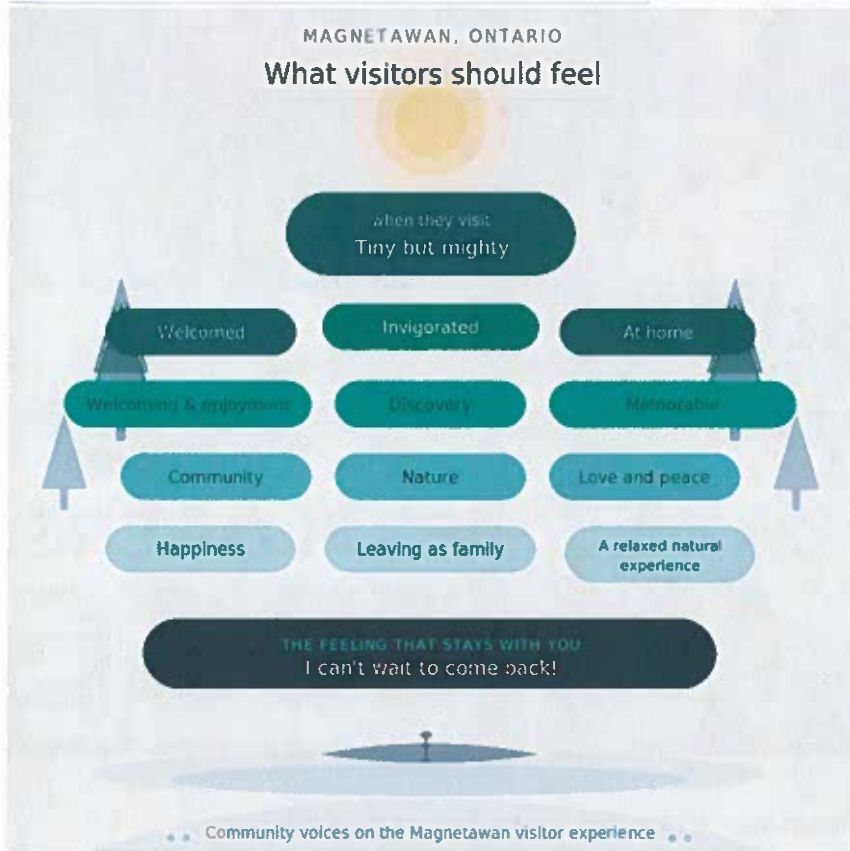 MAGNETAWAN, ONTARIO
What visitors should feel
when they visit
Tiny but mighty
Welcomed
Invigorated
At home
Welcomed & enjoyment
Discovery
Memorable
Community
Nature
Love and peace
Happiness
Leaving as family
A relaxed natural
experience
THE FEELING THAT STAYS WITH YOU
I can't wait to come back!
Community voices on the Magnetawan visitor experience